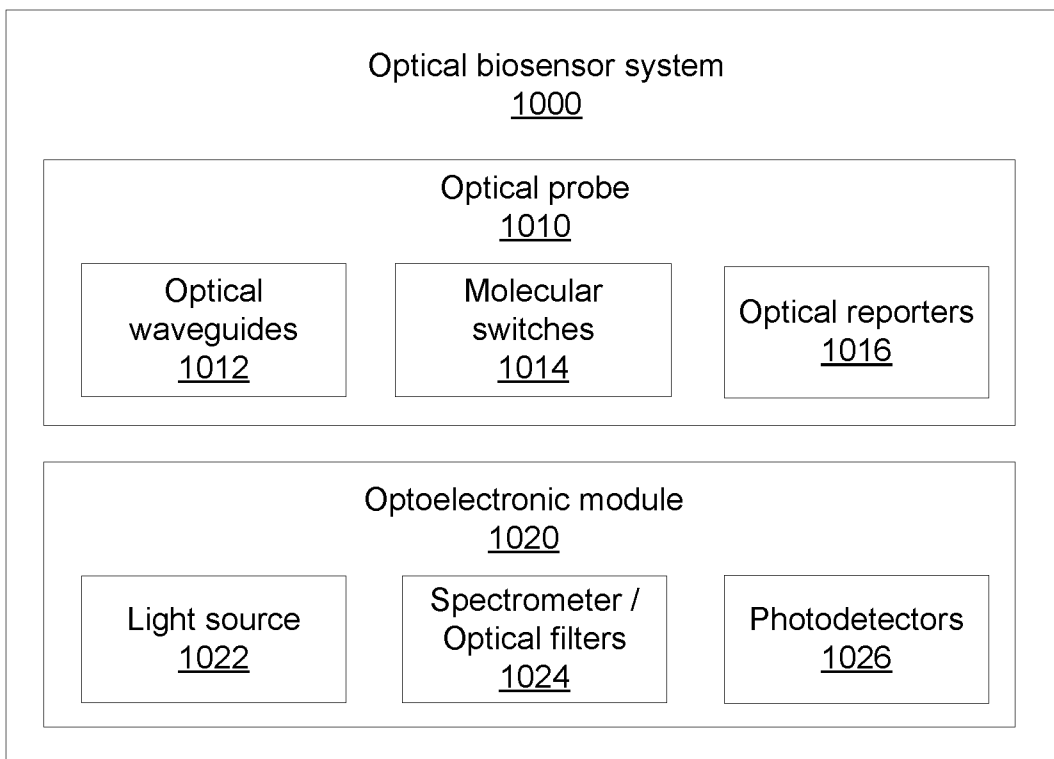 Optical biosensor system
1000
Optical probe
1010
Optical
waveguides
1012
Molecular
switches
1014
Optical reporters
1016
Optoelectronic module
1020
Light source
1022
Spectrometer /
Optical filters
1024
Photodetectors
1026